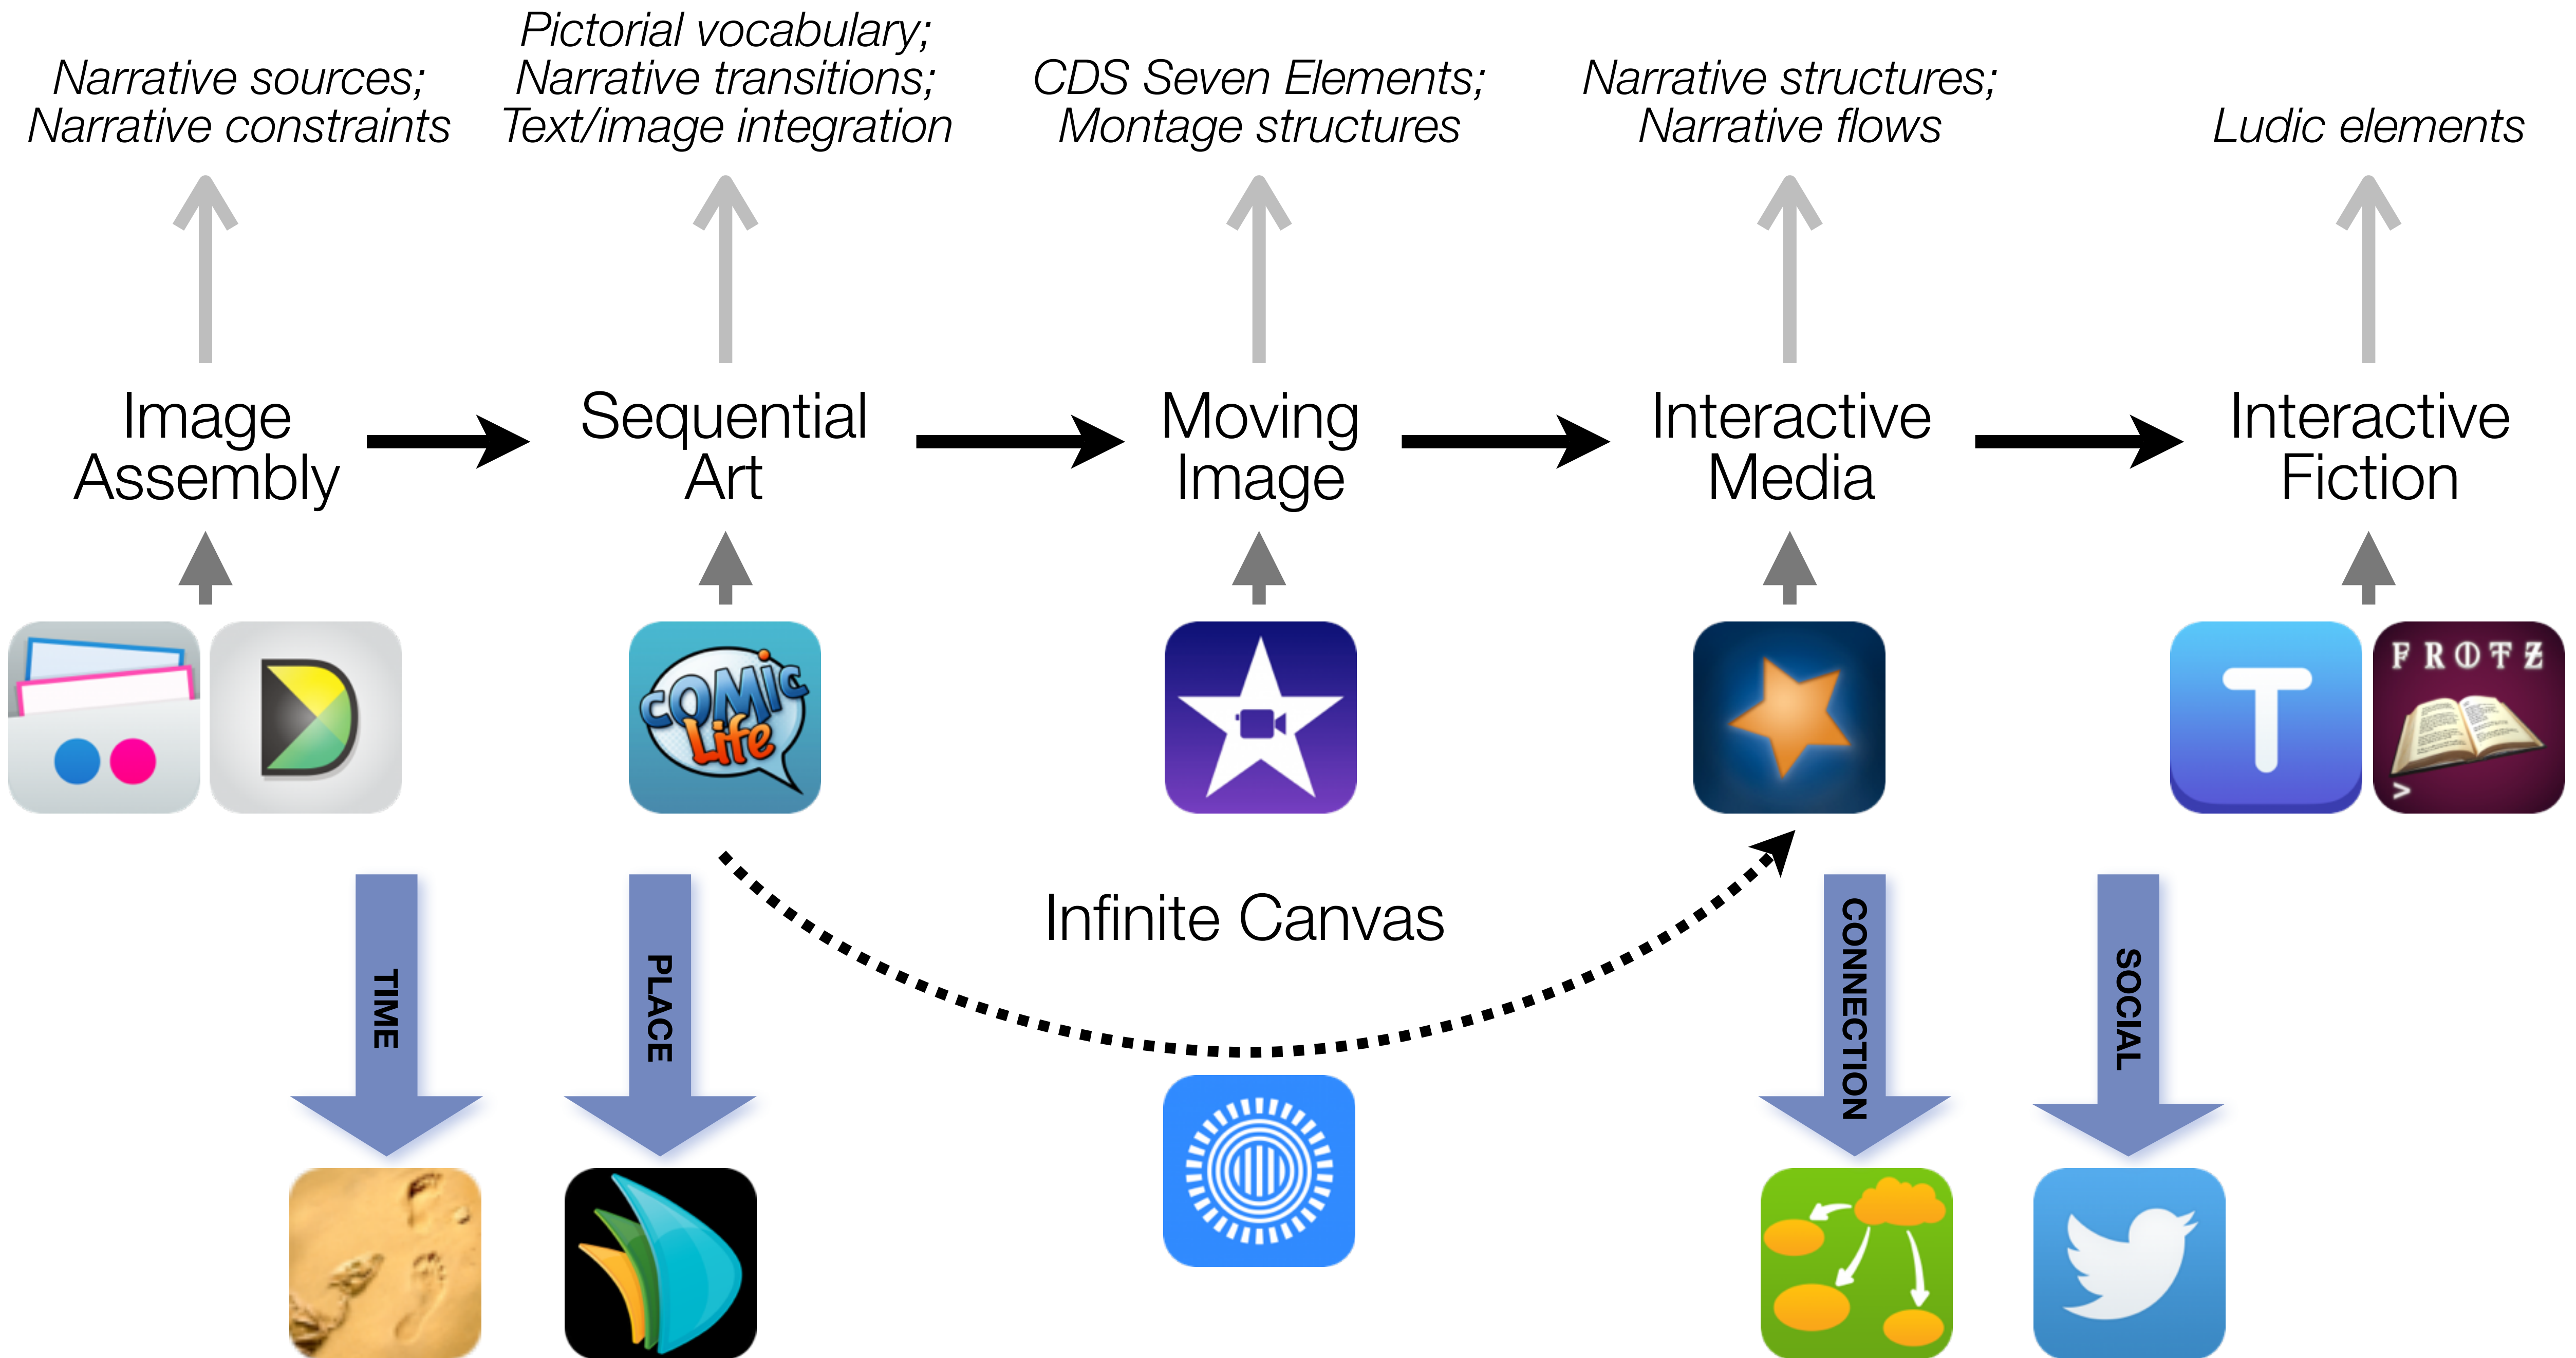 Narrative sources;
Narrative constraints
Pictorial vocabulary;
Narrative transitions;
Text/image integration
CDS Seven Elements;
Montage structures
Narrative structures;
Narrative flows
Ludic elements
Image
Assembly
Sequential
Art
Moving
Image
Interactive
Media
Interactive
Fiction
D
COMIC
Life
T
FROTZ
>
Infinite Canvas
TIME
PLACE
CONNECTION
SOCIAL